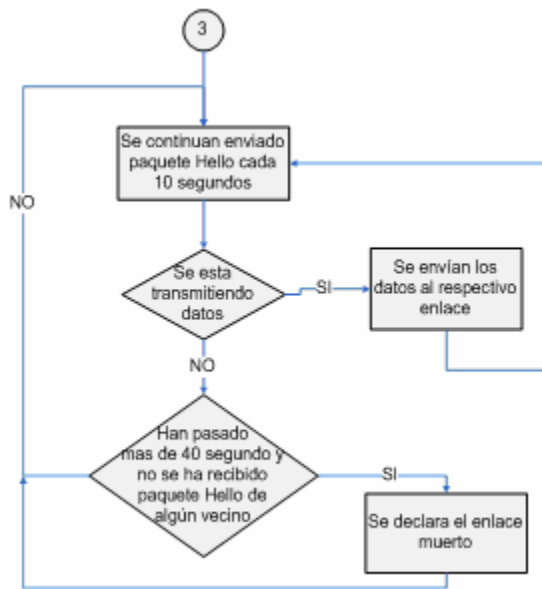 3
Se continuan enviado
paquete Hello cada
10 segundos
NO
Se esta
transmitiendo
datos
SI
Se envían los
datos al respectivo
enlace
NO
Han pasado
mas de 40 segundo y
no se ha recibido
paquete Hello de
algún vecino
SI
Se declara el enlace
muerto